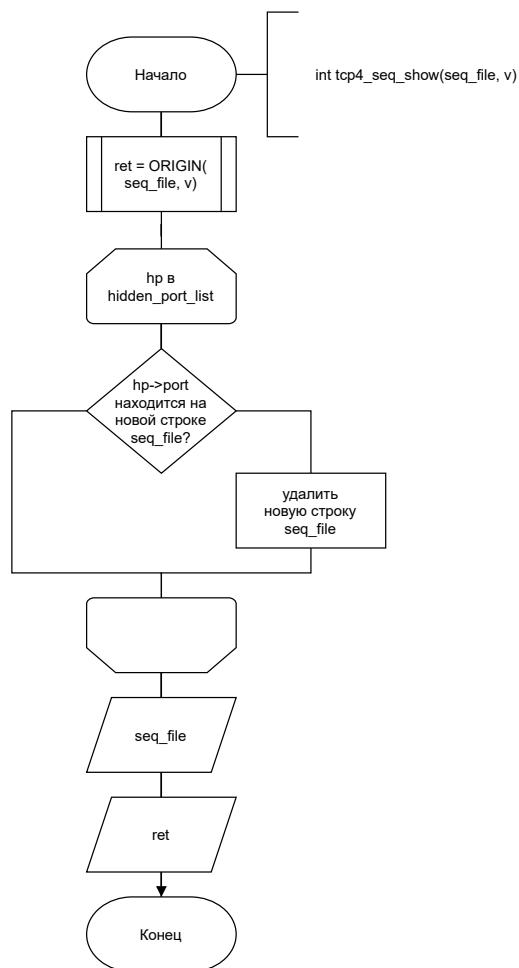 Начало
int tcp4_seq_show(seq_file, v)
ret = ORIGIN(
seq_file, v)
hp в
hidden_port_list
hp->port
находится на
новой строке
seq_file?
удалить
новую строку
seq_file
seq_file
ret
Конец